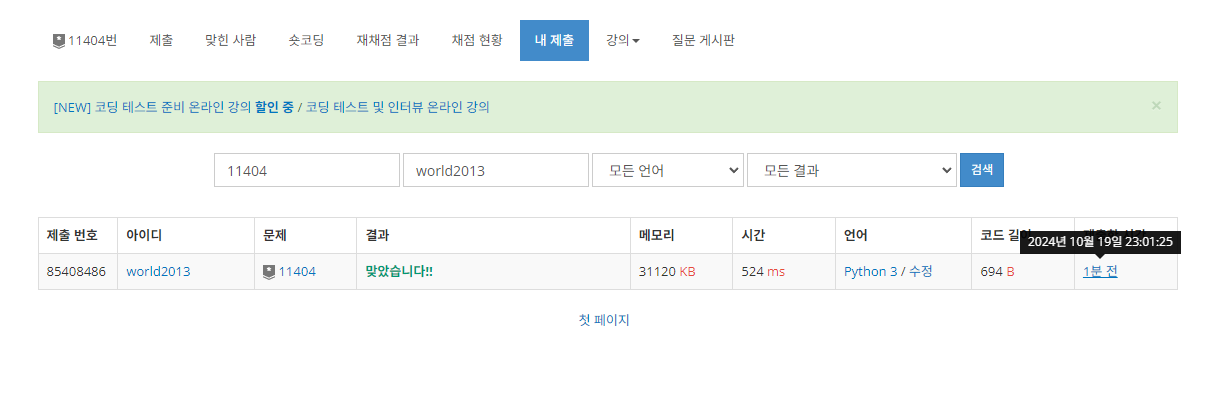 11404번 제출 맞힌 사람 숏코딩 재채점 결과 채점 현황 내 제출 강의 질문 게시판
[NEW] 코딩 테스트 준비 온라인 강의 할인 중 / 코딩 테스트 및 인터뷰 온라인 강의 ×
11404 world2013 모든 언어 모든 결과 검색
제출 번호 아이디 문제 결과 메모리 시간 언어 코드
2024년 10월 19일 23:01:25
85408486 world2013 11404 맞았습니다!! 31120 KB 524 ms Python 3 / 수정 694 B 1분 전
첫 페이지